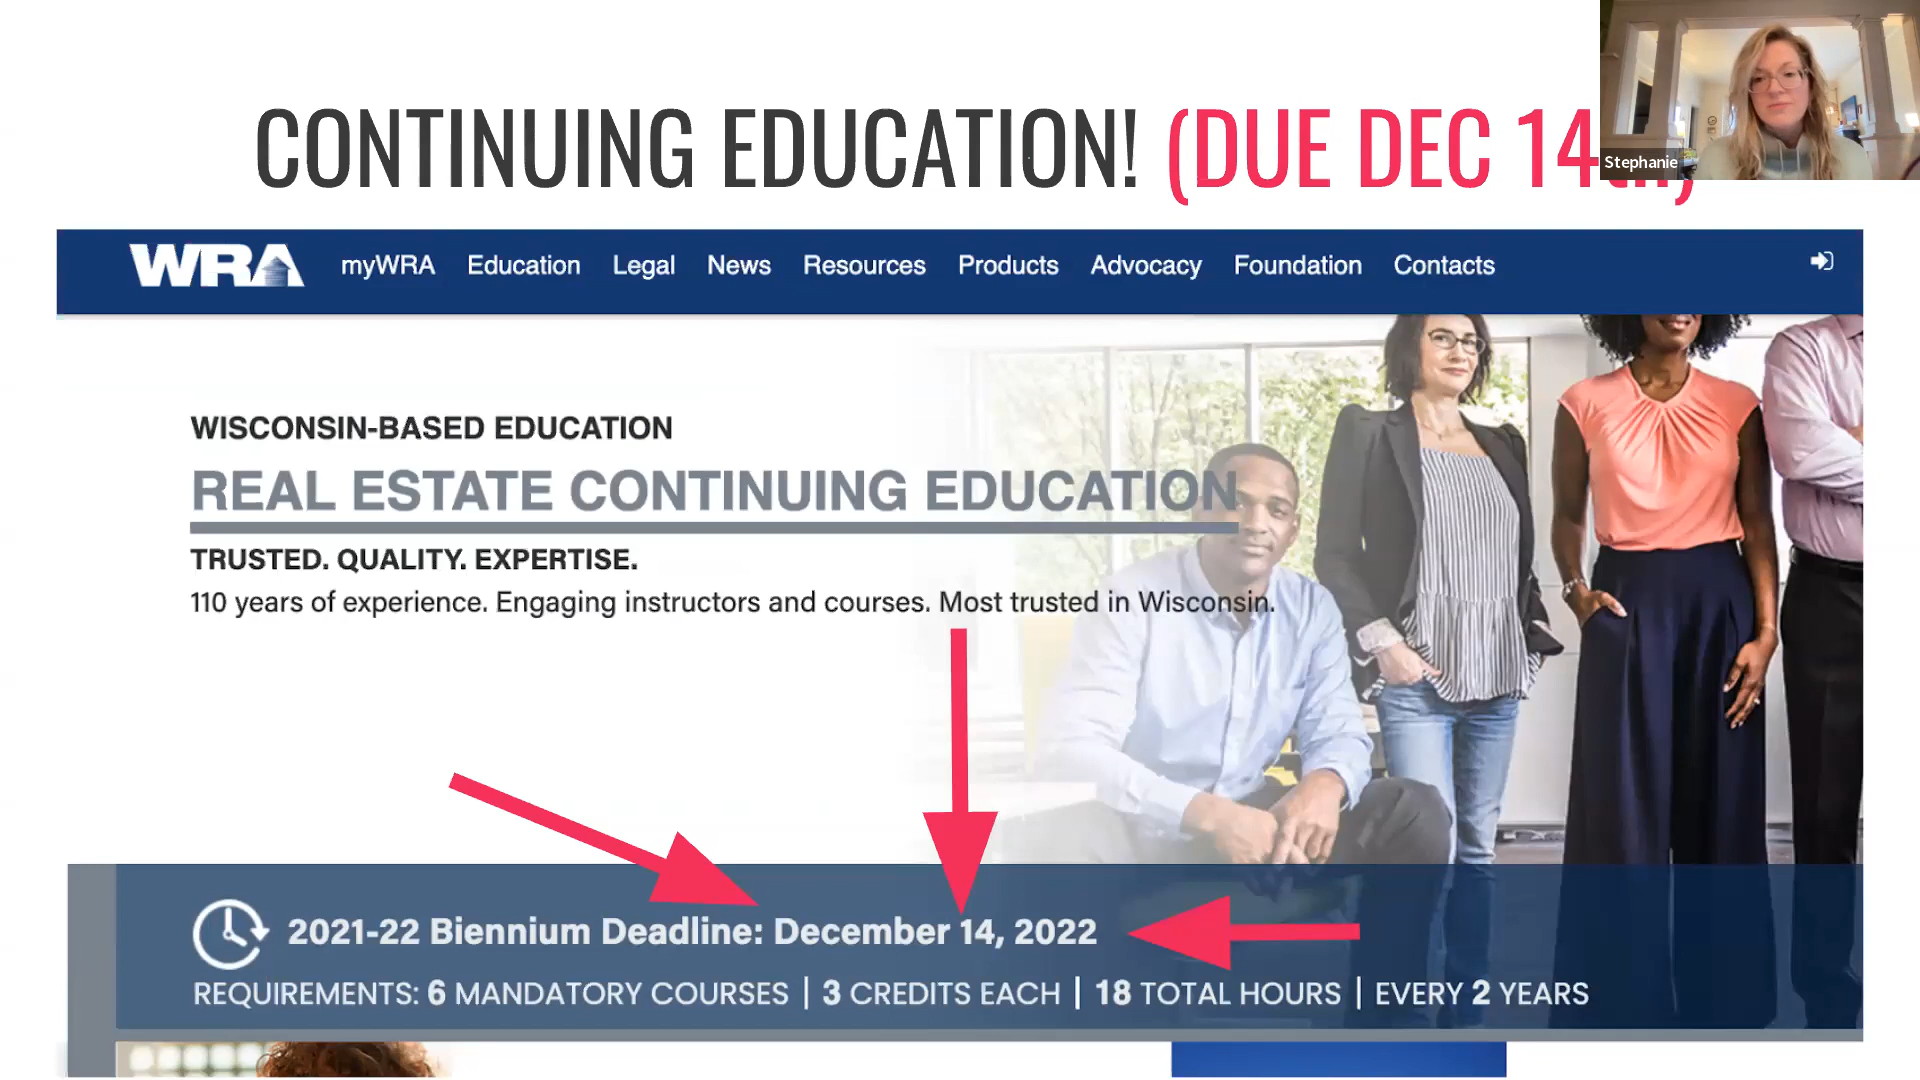 CONTINUING EDUCATION! (DUE DEC 14
Stephanie
WRA myWRA Education Legal News Resources Products Advocacy Foundation Contacts
WISCONSIN-BASED EDUCATION
REAL ESTATE CONTINUING EDUCATION
TRUSTED. QUALITY. EXPERTISE.
110 years of experience. Engaging instructors and courses. Most trusted in Wisconsin.
2021-22 Biennium Deadline: December 14, 2022
REQUIREMENTS: 6 MANDATORY COURSES | 3 CREDITS EACH | 18 TOTAL HOURS | EVERY 2 YEARS